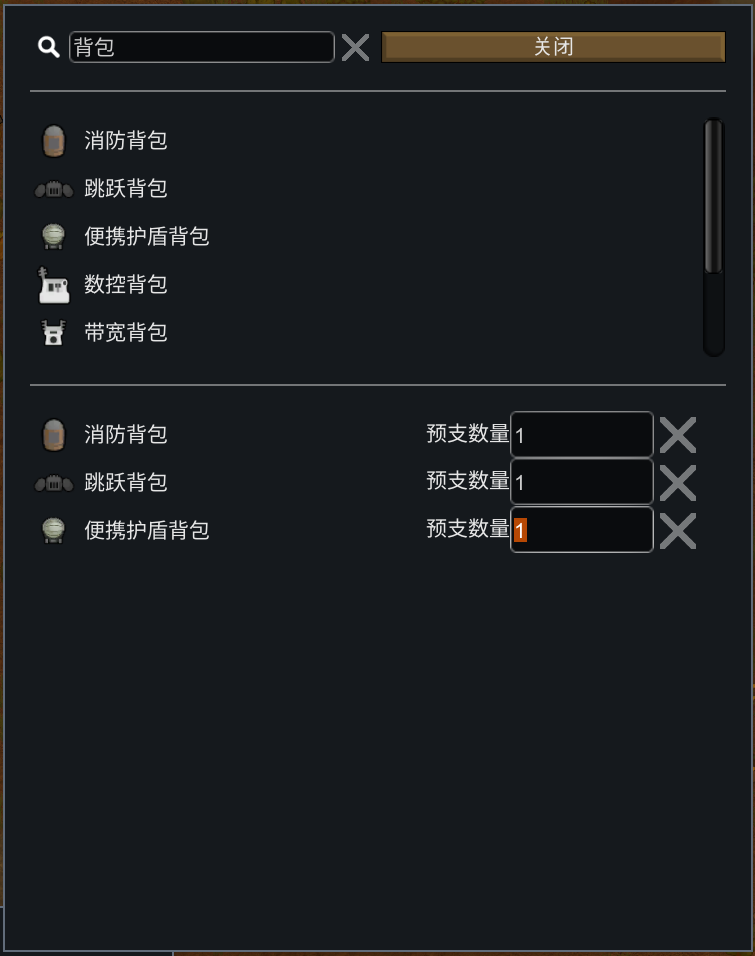 背包
关闭
消防背包
跳跃背包
便携护盾背包
数控背包
带宽背包
消防背包 预支数量 1
跳跃背包 预支数量 1
便携护盾背包 预支数量 1